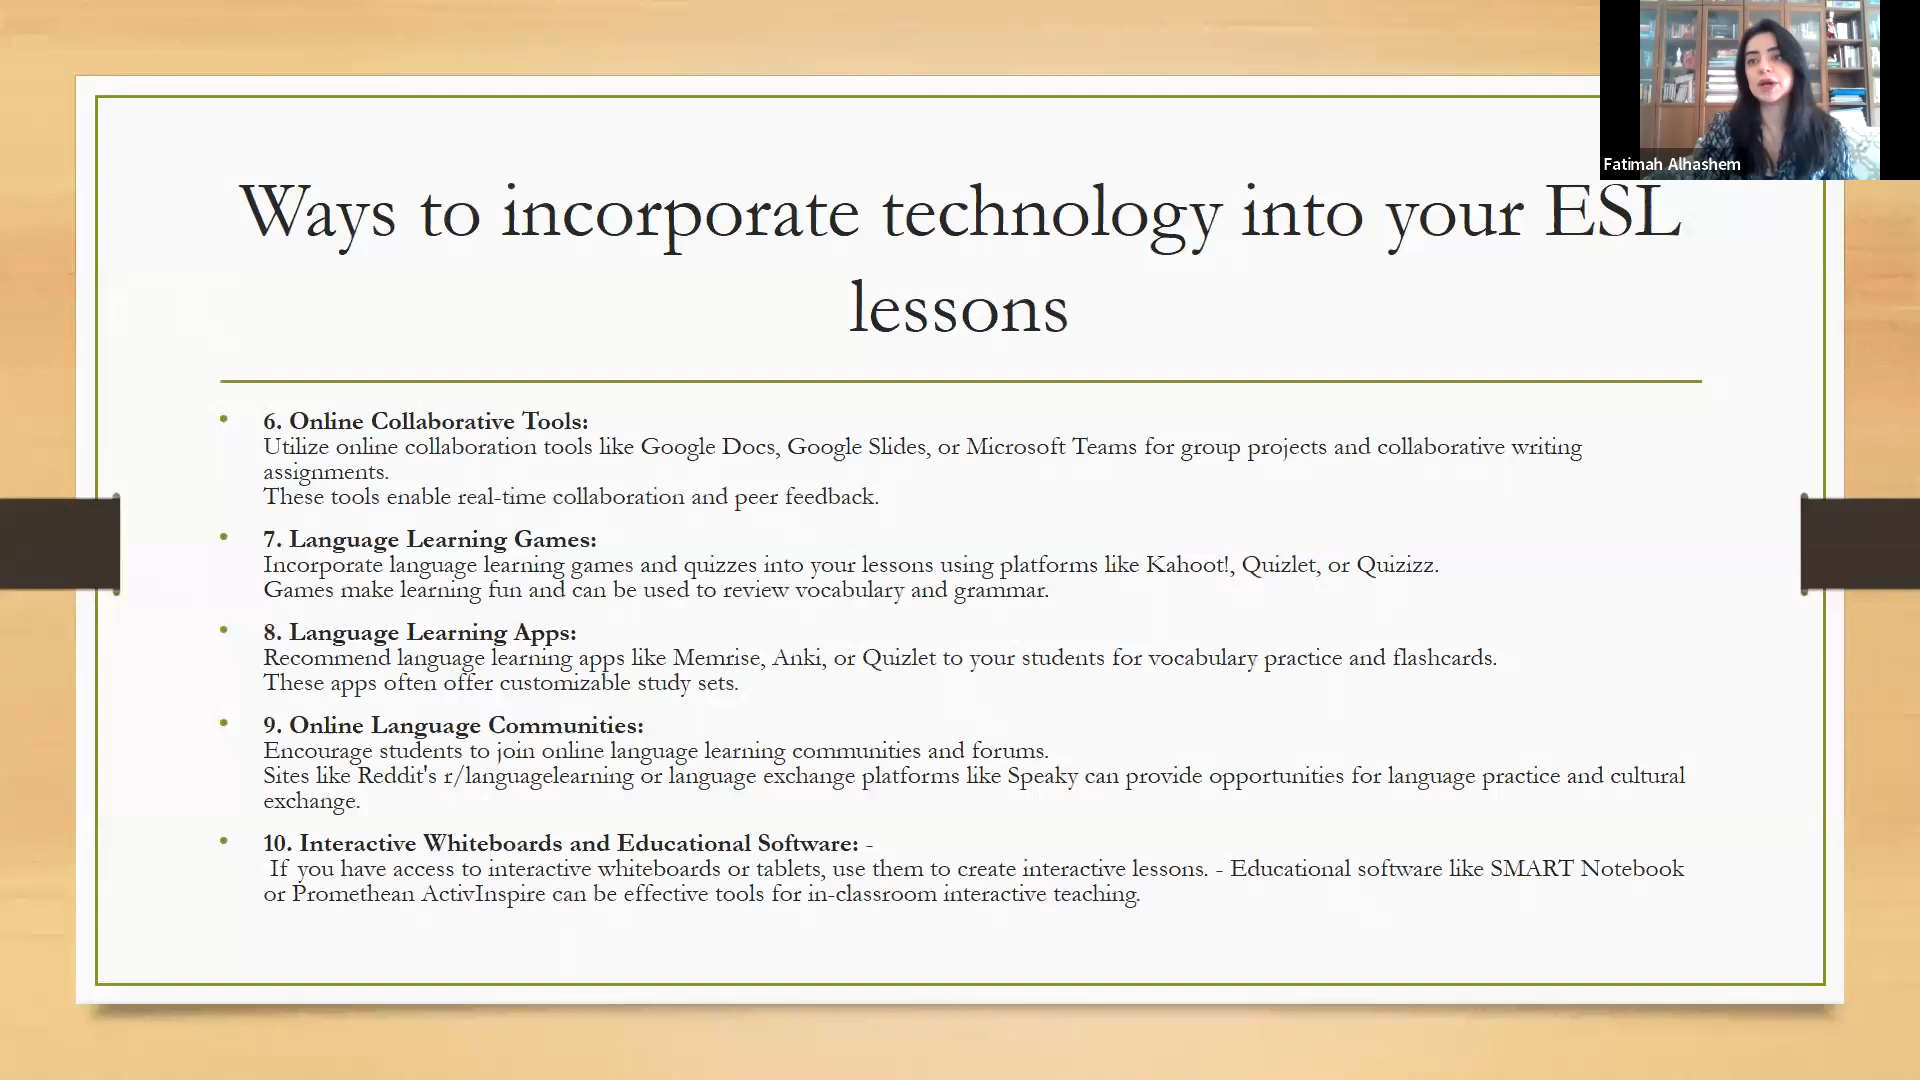 Fatimah Alhashem
Ways to incorporate technology into your ESL
lessons
• 6. Online Collaborative Tools:
Utilize online collaboration tools like Google Docs, Google Slides, or Microsoft Teams for group projects and collaborative writing
assignments.
These tools enable real-time collaboration and peer feedback.
• 7. Language Learning Games:
Incorporate language learning games and quizzes into your lessons using platforms like Kahoot!, Quizlet, or Quizizz.
Games make learning fun and can be used to review vocabulary and grammar.
• 8. Language Learning Apps:
Recommend language learning apps like Memrise, Anki, or Quizlet to your students for vocabulary practice and flashcards.
These apps often offer customizable study sets.
• 9. Online Language Communities:
Encourage students to join online language learning communities and forums.
Sites like Reddit's r/languagelearning or language exchange platforms like Speaky can provide opportunities for language practice and cultural
exchange.
• 10. Interactive Whiteboards and Educational Software: -
If you have access to interactive whiteboards or tablets, use them to create interactive lessons. - Educational software like SMART Notebook
or Promethean ActivInspire can be effective tools for in-classroom interactive teaching.